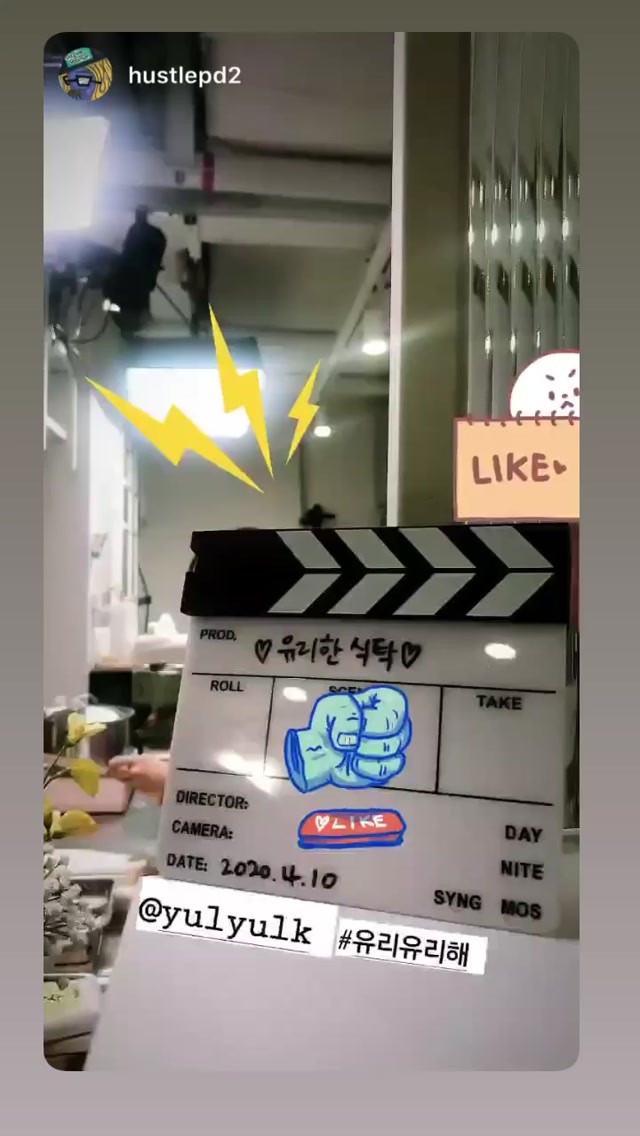 hustlepd2
LIKE
PROD. ♡유리한 식탁♡
ROLL
TAKE
LIKE
DIRECTOR:
CAMERA:
DATE: 2020.4.10
DAY
NITE
SYNG MOS
@yulyulk #유리유리해